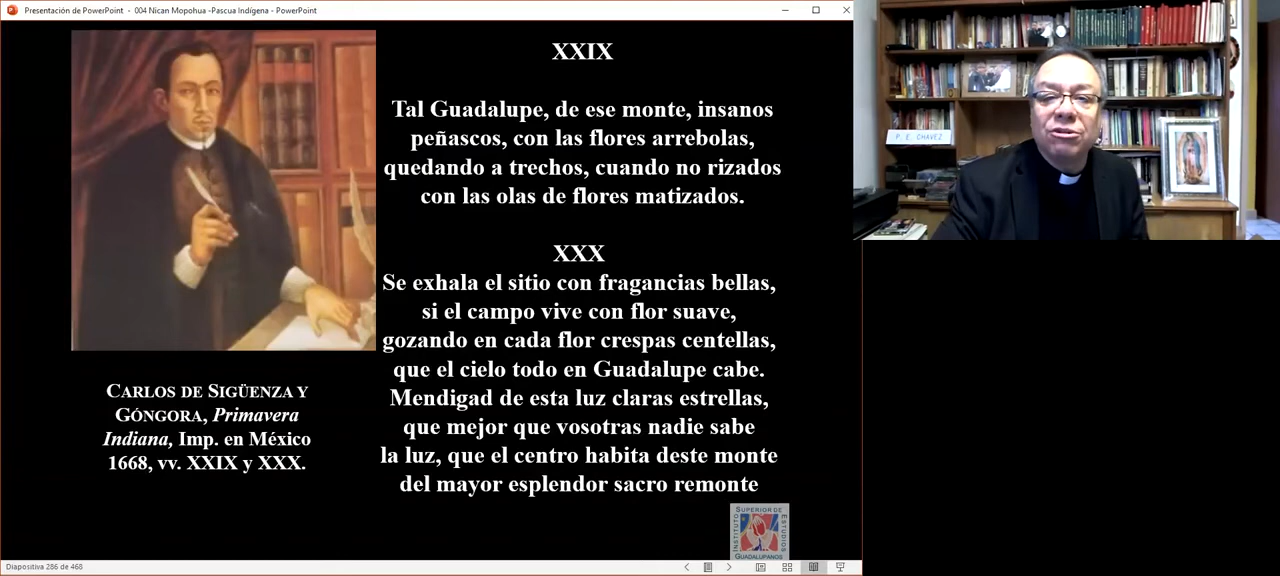 Presentación de PowerPoint - 004 Nican Mopohua -Pascua Indígena - PowerPoint
XXIX
Tal Guadalupe, de ese monte, insanos
peñascos, con las flores arrebolas,
quedando a trechos, cuando no rizados
con las olas de flores matizados.
XXX
Se exhala el sitio con fragancias bellas,
si el campo vive con flor suave,
gozando en cada flor crespas centellas,
que el cielo todo en Guadalupe cabe.
Mendigad de esta luz claras estrellas,
que mejor que vosotras nadie sabe
la luz, que el centro habita deste monte
del mayor esplendor sacro remonte
CARLOS DE SIGÜENZA Y
GÓNGORA, Primavera
Indiana, Imp. en México
1668, vv. XXIX y XXX.
SUPERIOR DE
INSTITUTO
ESTUDIOS
GUADALUPANOS
P. E. CHAVEZ
Diapositiva 286 de 468